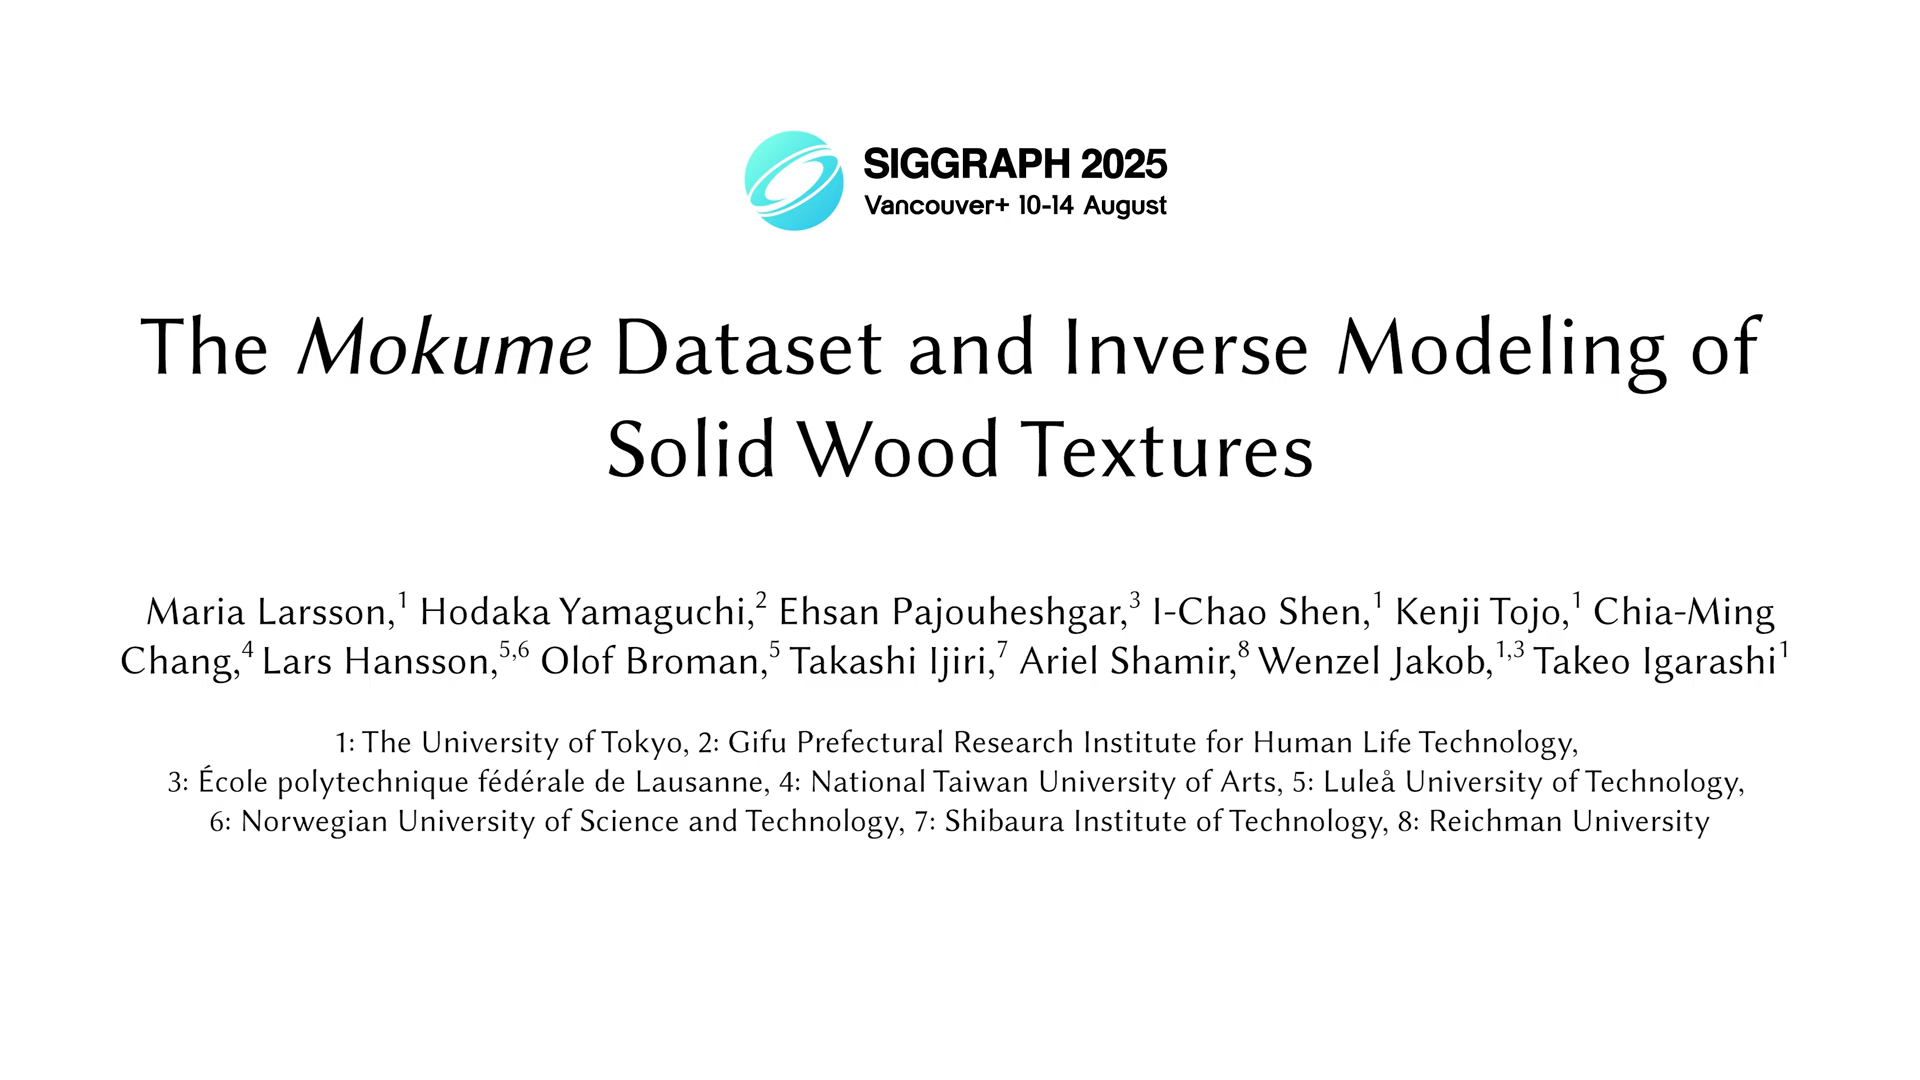 SIGGRAPH 2025
Vancouver+ 10-14 August
The Mokume Dataset and Inverse Modeling of
Solid Wood Textures
Maria Larsson,1 Hodaka Yamaguchi,2 Ehsan Pajouheshgar,3 I-Chao Shen,1 Kenji Tojo,1 Chia-Ming
Chang,4 Lars Hansson,5,6 Olof Broman,5 Takashi Ijiri,7 Ariel Shamir,8 Wenzel Jakob,1,3 Takeo Igarashi1
1: The University of Tokyo, 2: Gifu Prefectural Research Institute for Human Life Technology,
3: École polytechnique fédérale de Lausanne, 4: National Taiwan University of Arts, 5: Luleå University of Technology,
6: Norwegian University of Science and Technology, 7: Shibaura Institute of Technology, 8: Reichman University